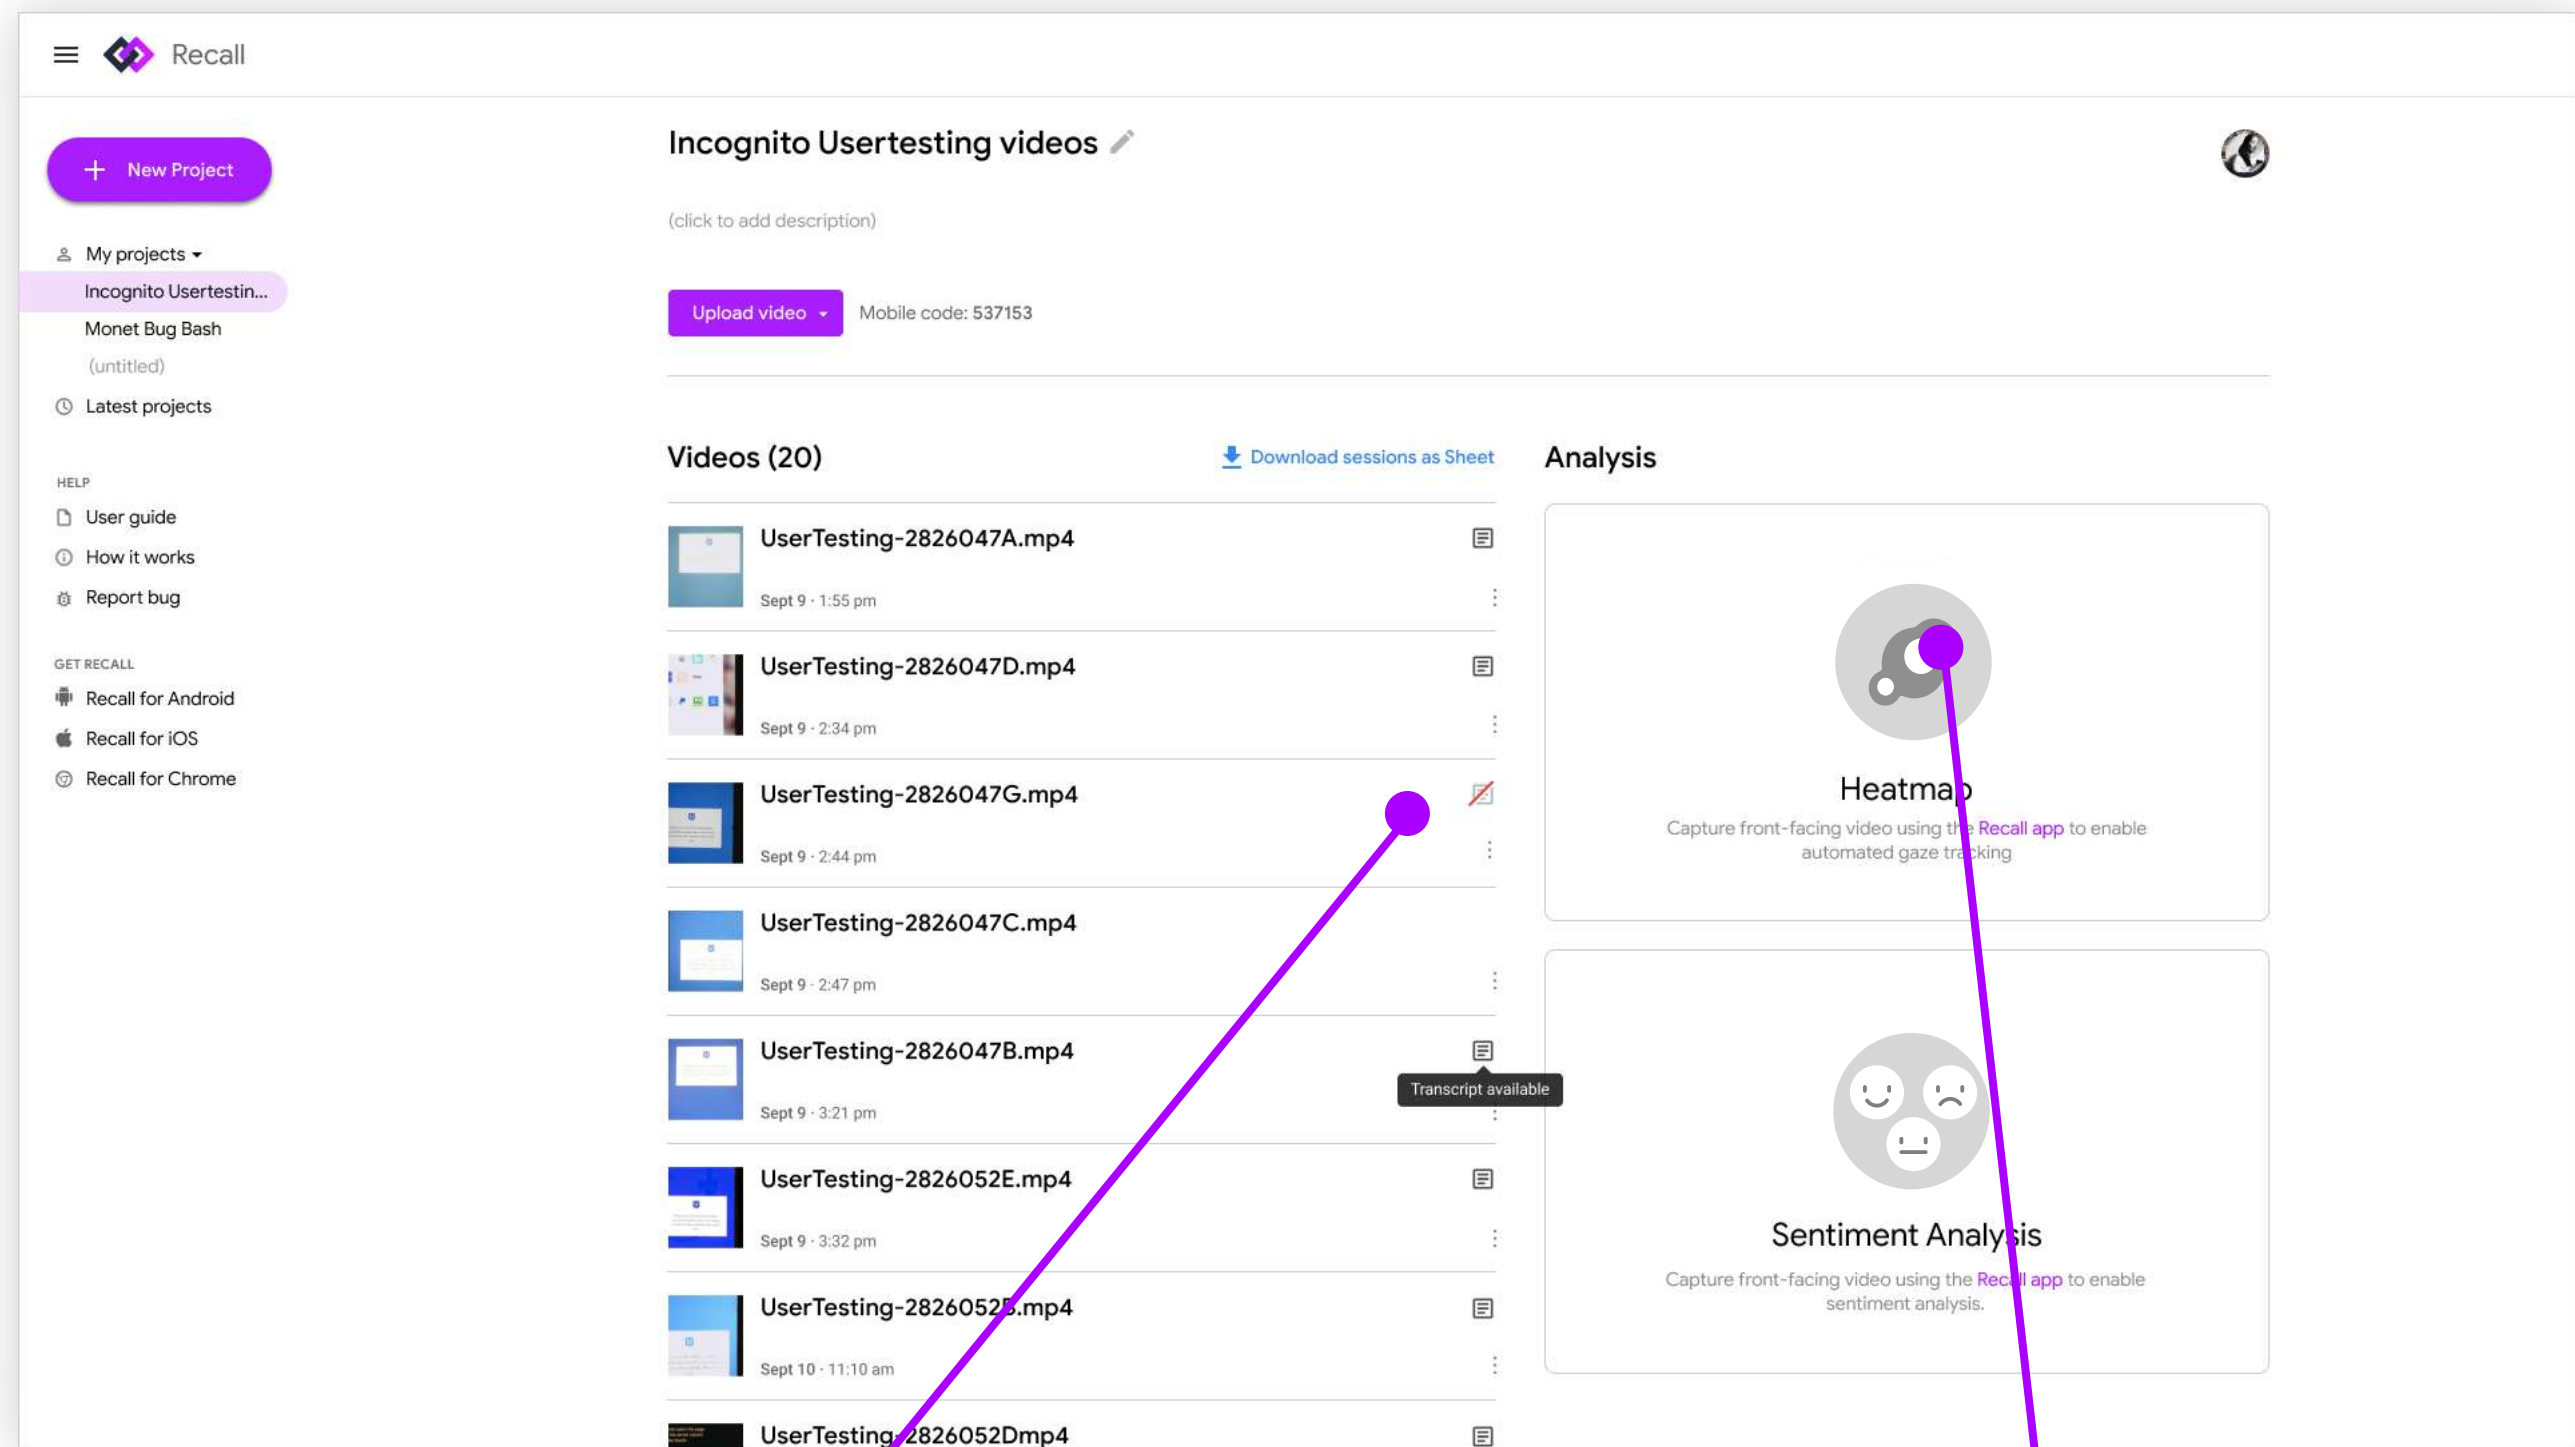 Recall
New Project
My projects
Incognito Usertestin...
Monet Bug Bash
(untitled)
Latest projects
HELP
User guide
How it works
Report bug
GET RECALL
Recall for Android
Recall for iOS
Recall for Chrome
Incognito Usertesting videos
(click to add description)
Upload video
Mobile code: 537153
Videos (20)
Download sessions as Sheet
UserTesting-2826047A.mp4
Sept 9 · 1:55 pm
UserTesting-2826047D.mp4
Sept 9 · 2:34 pm
UserTesting-2826047G.mp4
Sept 9 · 2:44 pm
UserTesting-2826047C.mp4
Sept 9 · 2:47 pm
UserTesting-2826047B.mp4
Transcript available
Sept 9 · 3:21 pm
UserTesting-2826052E.mp4
Sept 9 · 3:32 pm
UserTesting-2826052B.mp4
Sept 10 · 11:10 am
UserTesting-2826052Dmp4
Analysis
Heatmap
Capture front-facing video using the Recall app to enable
automated gaze tracking
Sentiment Analysis
Capture front-facing video using the Recall app to enable
sentiment analysis.